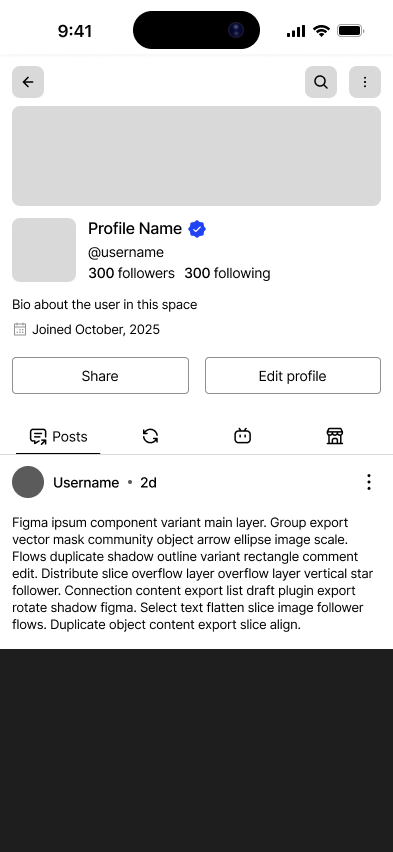 9:41
Profile Name
@username
300 followers 300 following
Bio about the user in this space
Joined October, 2025
Share
Edit profile
Posts
Username • 2d
Figma ipsum component variant main layer. Group export
vector mask community object arrow ellipse image scale.
Flows duplicate shadow outline variant rectangle comment
edit. Distribute slice overflow layer overflow layer vertical star
follower. Connection content export list draft plugin export
rotate shadow figma. Select text flatten slice image follower
flows. Duplicate object content export slice align.